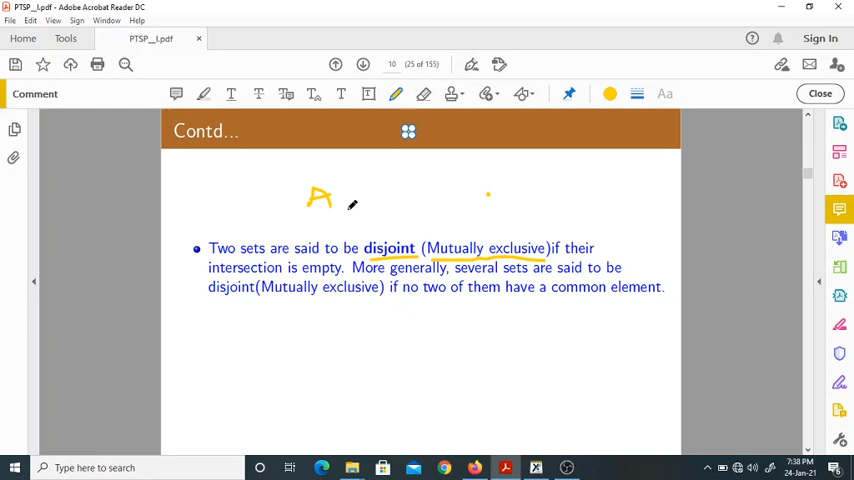 PTSP_I.pdf - Adobe Acrobat Reader DC
File Edit View Sign Window Help
Home Tools PTSP_I.pdf × Sign In
10 (25 of 155)
Comment Close
Contd...
A
Two sets are said to be disjoint (Mutually exclusive)if their
intersection is empty. More generally, several sets are said to be
disjoint(Mutually exclusive) if no two of them have a common element.
Type here to search
7:38 PM
24-Jan-21